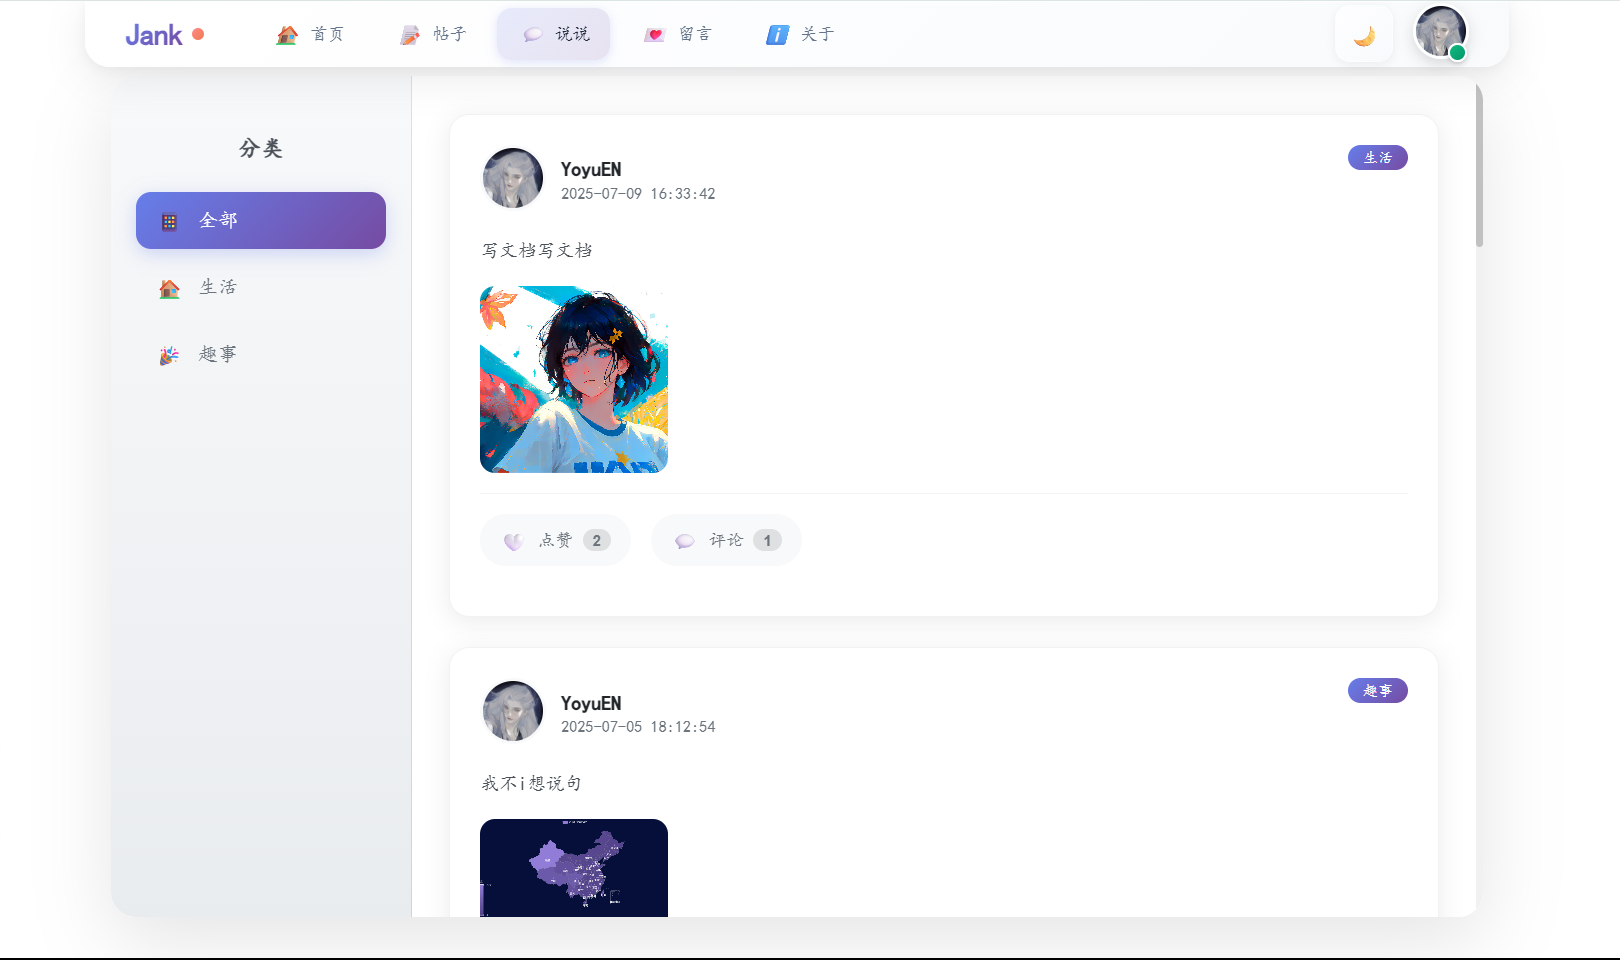 Jank
首页
帖子
说说
留言
关于
分类
全部
生活
趣事
YoyuEN
2025-07-09 16:33:42
生活
写文档写文档
点赞 2
评论 1
YoyuEN
2025-07-05 18:12:54
趣事
我不i想说句